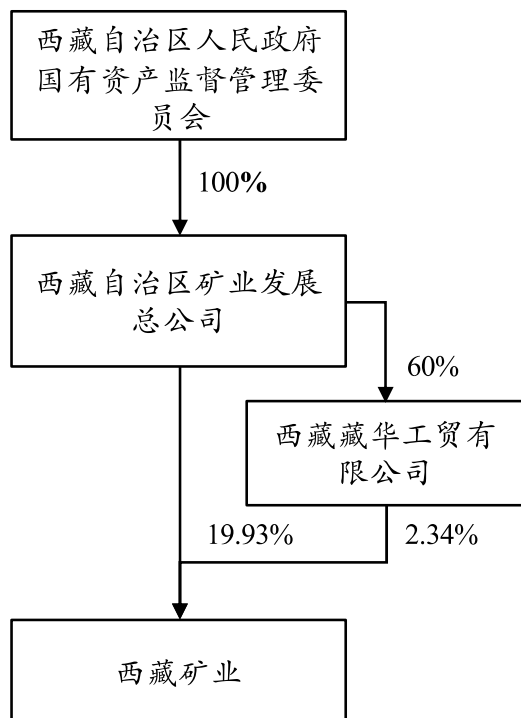 西藏自治区人民政府
国有资产监督管理委
员会
100%
西藏自治区矿业发展
总公司
60%
西藏藏华工贸有
限公司
19.93%
2.34%
西藏矿业